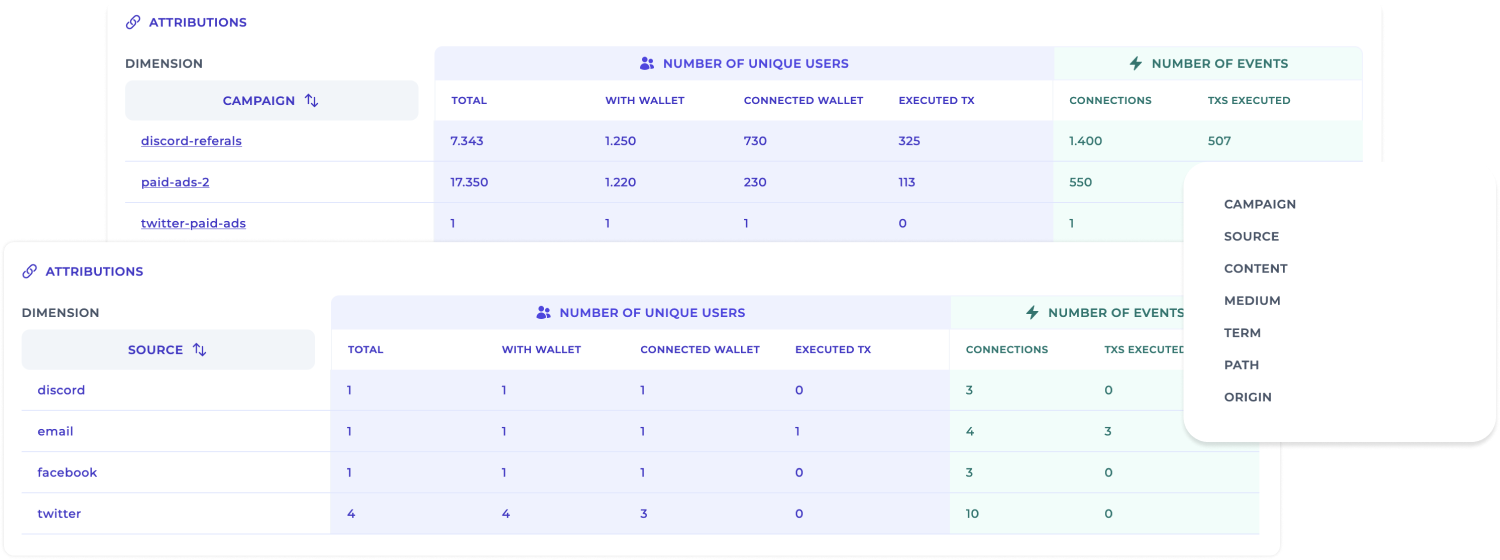 ATTRIBUTIONS
DIMENSION NUMBER OF UNIQUE USERS NUMBER OF EVENTS
CAMPAIGN TOTAL WITH WALLET CONNECTED WALLET EXECUTED TX CONNECTIONS TXS EXECUTED
discord-referals 7.343 1.250 730 325 1.400 507
paid-ads-2 17.350 1.220 230 113 550
twitter-paid-ads 1 1 1 0 1
ATTRIBUTIONS
DIMENSION NUMBER OF UNIQUE USERS NUMBER OF EVENTS
SOURCE TOTAL WITH WALLET CONNECTED WALLET EXECUTED TX CONNECTIONS TXS EXECUTED
discord 1 1 1 0 3 0
email 1 1 1 1 4 3
facebook 1 1 1 0 3 0
twitter 4 4 3 0 10 0
CAMPAIGN
SOURCE
CONTENT
MEDIUM
TERM
PATH
ORIGIN